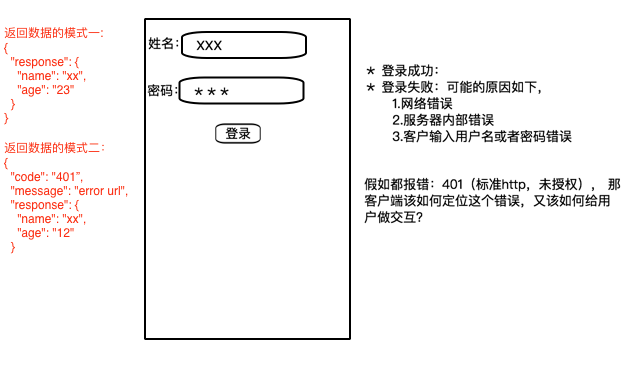 返回数据的模式一:
{
"response": {
"name": "xx",
"age": "23"
}
}
返回数据的模式二：
{
"code": "401”,
"message": "error url",
"response": {
"name": "xx",
"age": "12"
}
姓名：
xxx
密码：
***
登录
* 登录成功：
* 登录失败：可能的原因如下，
1.网络错误
2.服务器内部错误
3.客户输入用户名或者密码错误
假如都报错：401（标准http，未授权），那
客户端该如何定位这个错误，又该如何给用
户做交互?